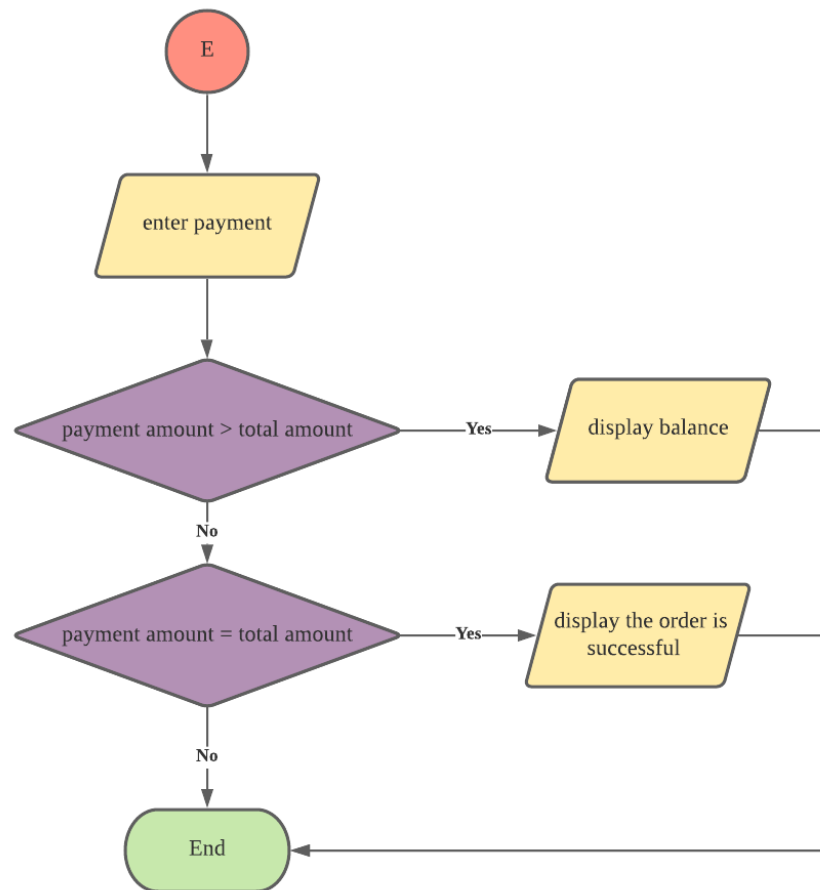 E
enter payment
payment amount > total amount
Yes
display balance
No
payment amount = total amount
Yes
display the order is
successful
No
End